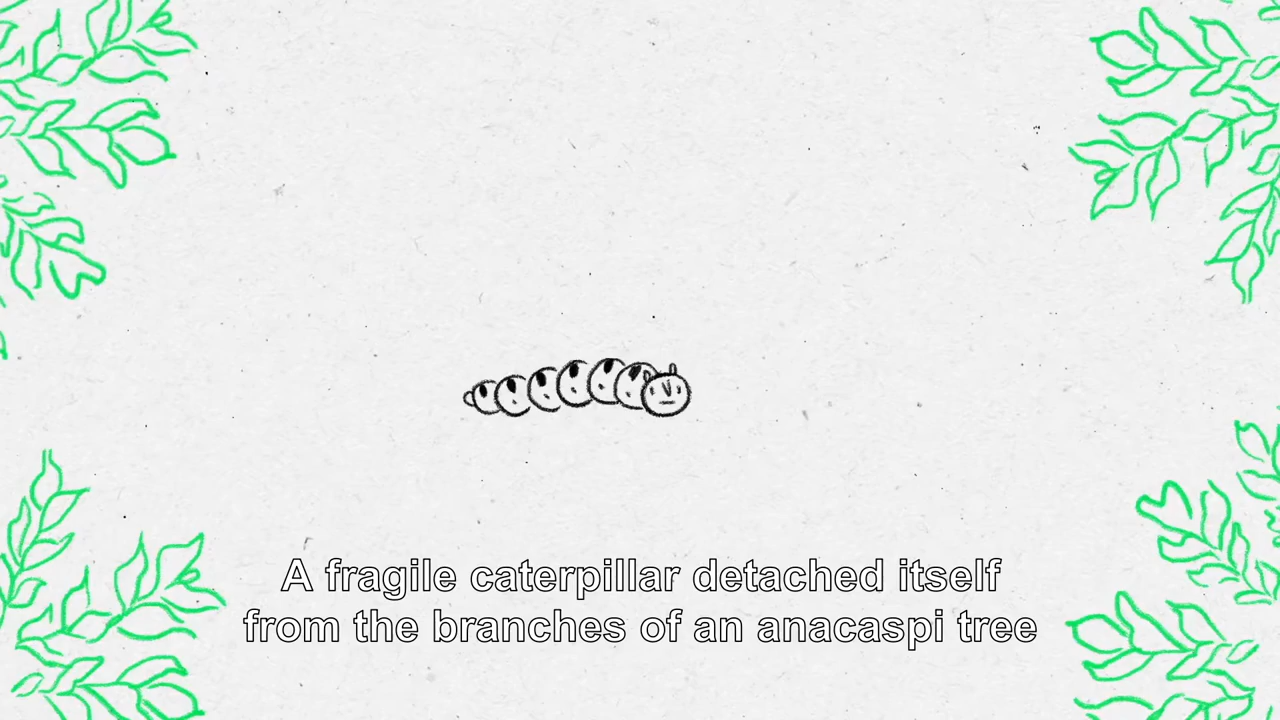 A fragile caterpillar detached itself
from the branches of an anacaspi tree